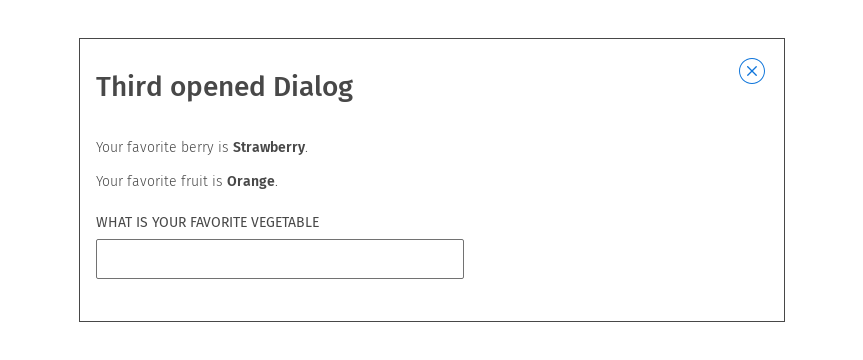 Third opened Dialog
Your favorite berry is Strawberry.
Your favorite fruit is Orange.
WHAT IS YOUR FAVORITE VEGETABLE